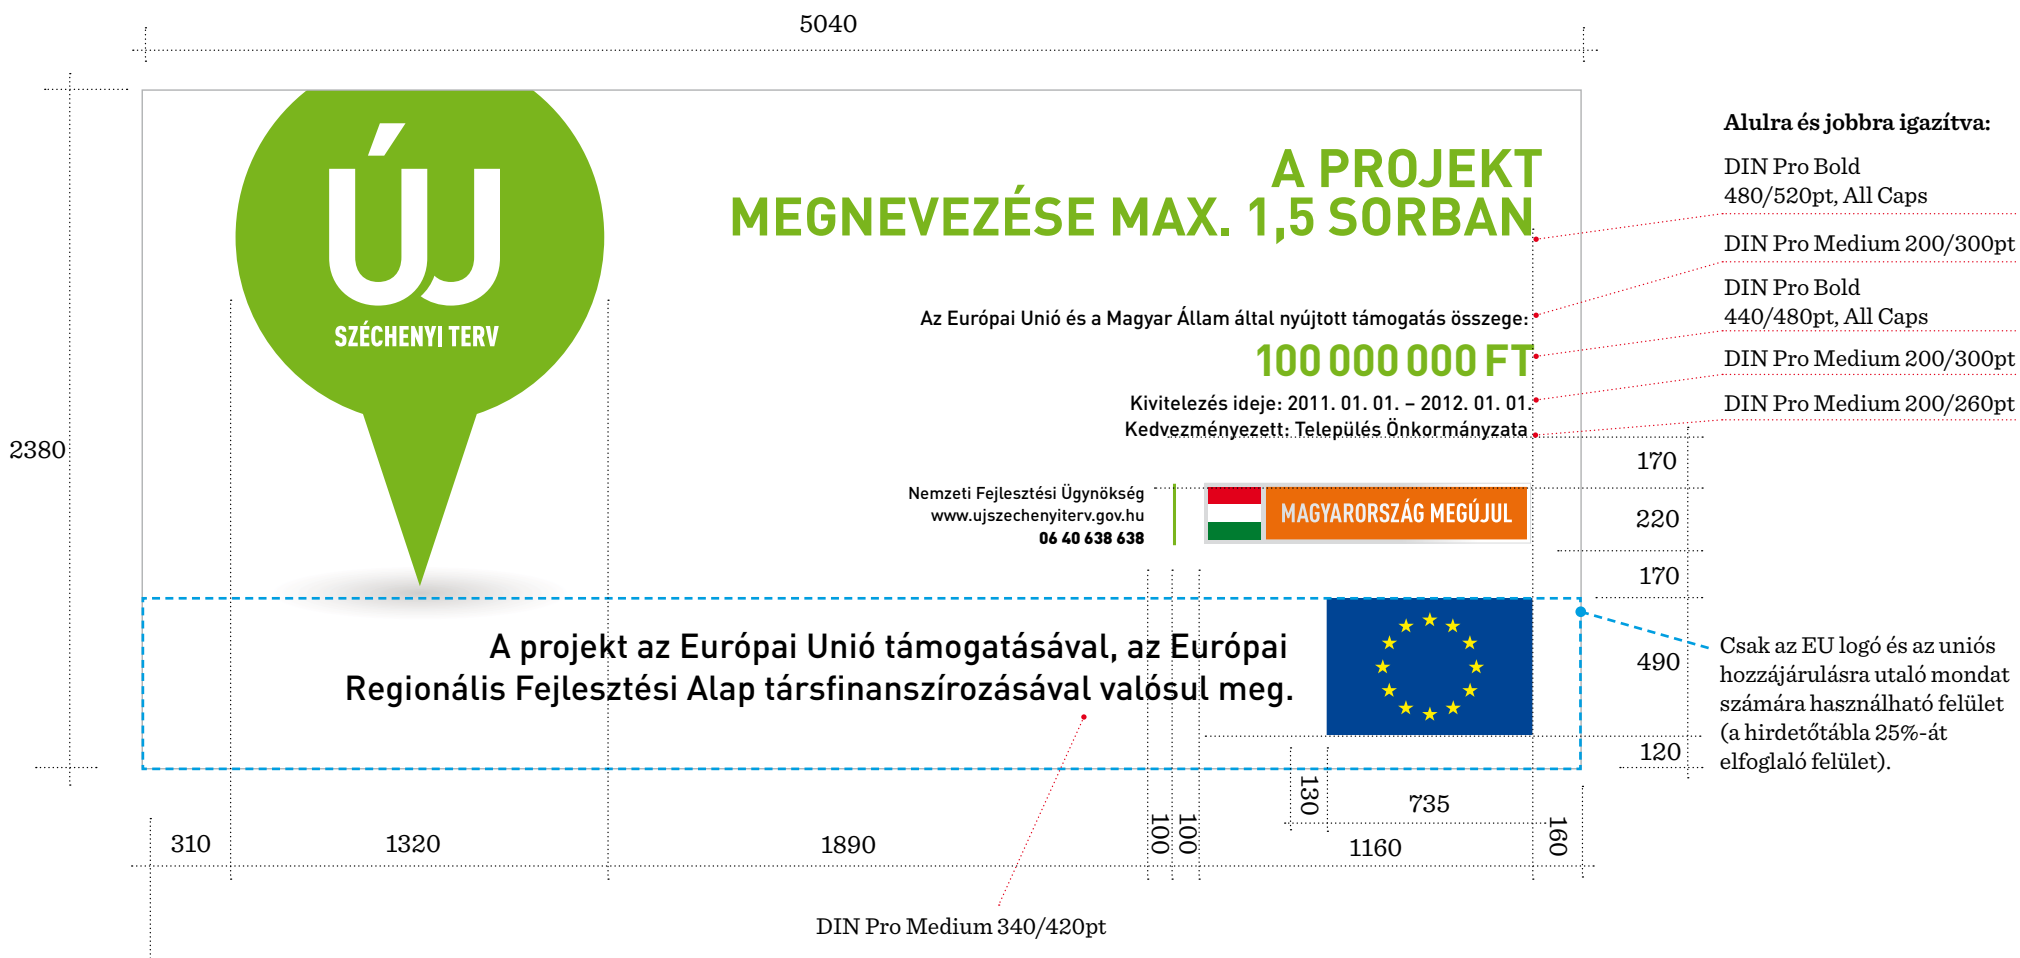 5040
2380
ÚJ
SZÉCHENYI TERV
A PROJEKT
MEGNEVEZÉSE MAX. 1,5 SORBAN
Az Európai Unió és a Magyar Állam által nyújtott támogatás összege:
100 000 000 FT
Kivitelezés ideje: 2011. 01. 01. – 2012. 01. 01.
Kedvezményezett: Település Önkormányzata
Nemzeti Fejlesztési Ügynökség
www.ujszechenyiterv.gov.hu
06 40 638 638
MAGYARORSZÁG MEGÚJUL
A projekt az Európai Unió támogatásával, az Európai
Regionális Fejlesztési Alap társfinanszírozásával valósul meg.
Alulra és jobbra igazítva:
DIN Pro Bold
480/520pt, All Caps
DIN Pro Medium 200/300pt
DIN Pro Bold
440/480pt, All Caps
DIN Pro Medium 200/300pt
DIN Pro Medium 200/260pt
170
220
170
490
120
Csak az EU logó és az uniós
hozzájárulásra utaló mondat
számára használható felület
(a hirdetőtábla 25%-át
elfoglaló felület).
130
735
310
1320
1890
100
100
1160
160
DIN Pro Medium 340/420pt